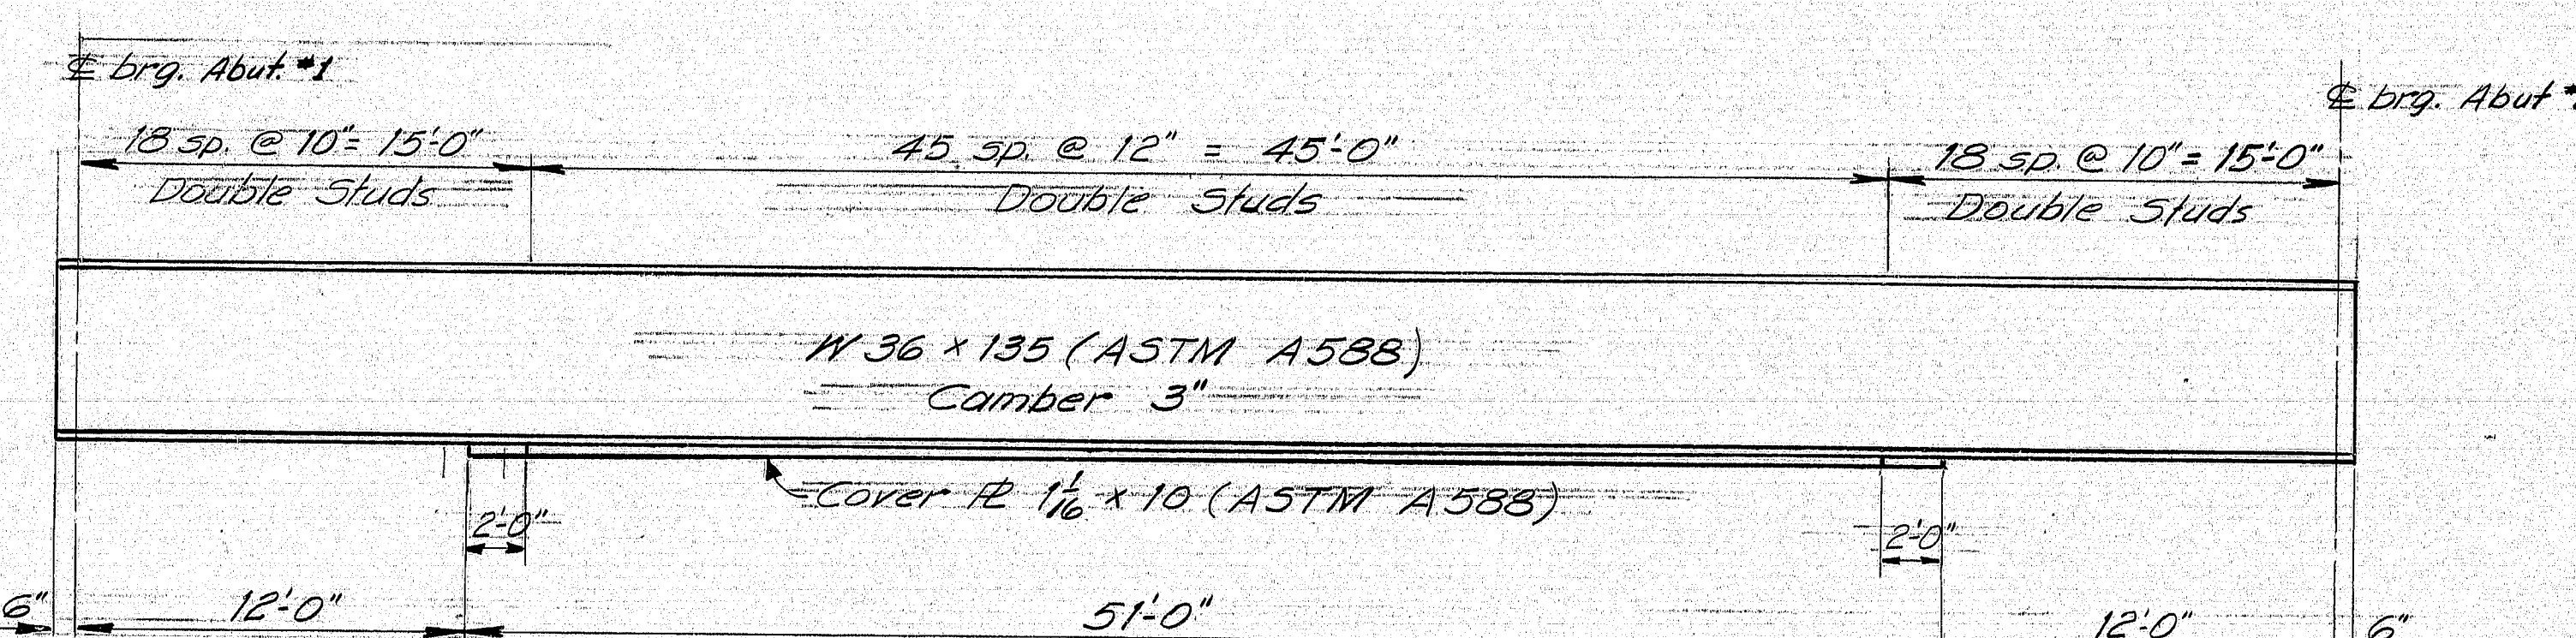 ℄ brg. Abut. #1
℄ brg. Abut #
18 sp. @ 10" = 15'-0"
45 sp. @ 12" = 45'-0"
18 sp. @ 10" = 15'-0"
Double Studs
Double Studs
Double Studs
W 36 x 135 (ASTM A588)
Camber 3"
Cover ℙL 1 1/16 x 10 (ASTM A588)
2'-0"
2'-0"
6"
12'-0"
51'-0"
12'-0"
6"